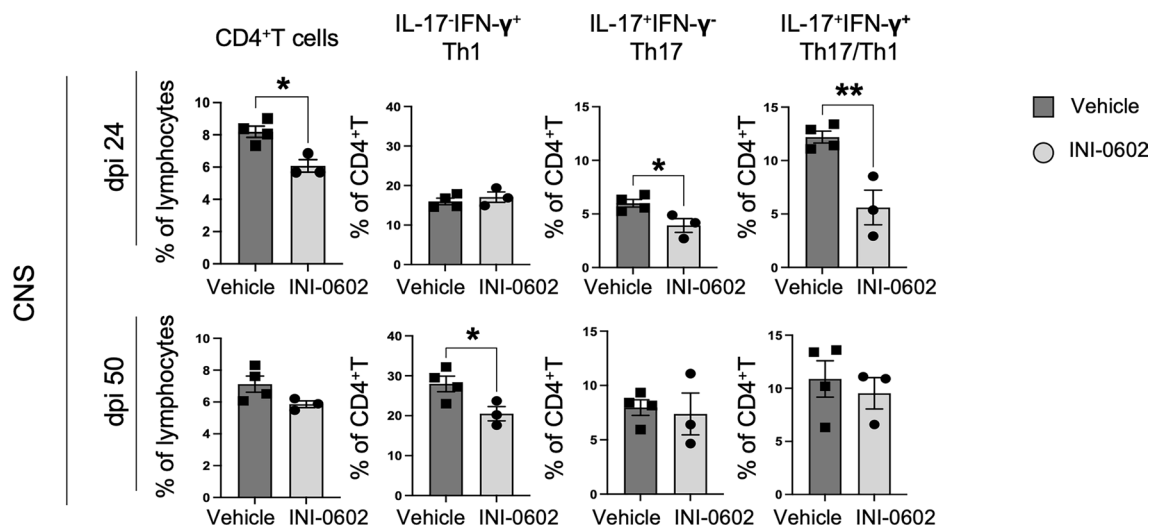 CD4⁺T cells
IL-17⁻IFN-γ⁺
Th1
IL-17⁺IFN-γ⁻
Th17
IL-17⁺IFN-γ⁺
Th17/Th1
CNS
dpi 24
% of lymphocytes
10
8
6
4
2
0
*
Vehicle INI-0602
% of CD4⁺T
40
30
20
10
0
Vehicle INI-0602
% of CD4⁺T
15
10
5
0
*
Vehicle INI-0602
% of CD4⁺T
15
10
5
0
**
Vehicle INI-0602
Vehicle
INI-0602
dpi 50
% of lymphocytes
10
8
6
4
2
0
Vehicle INI-0602
% of CD4⁺T
40
30
20
10
0
*
Vehicle INI-0602
% of CD4⁺T
15
10
5
0
Vehicle INI-0602
% of CD4⁺T
15
10
5
0
Vehicle INI-0602